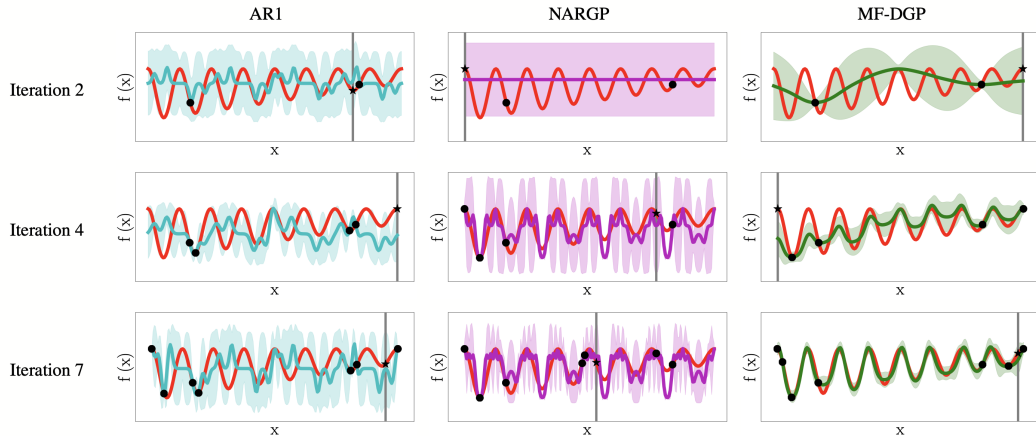 AR1 NARGP MF-DGP
Iteration 2 f (x) f (x) f (x)
x x x
Iteration 4 f (x) f (x) f (x)
x x x
Iteration 7 f (x) f (x) f (x)
x x x